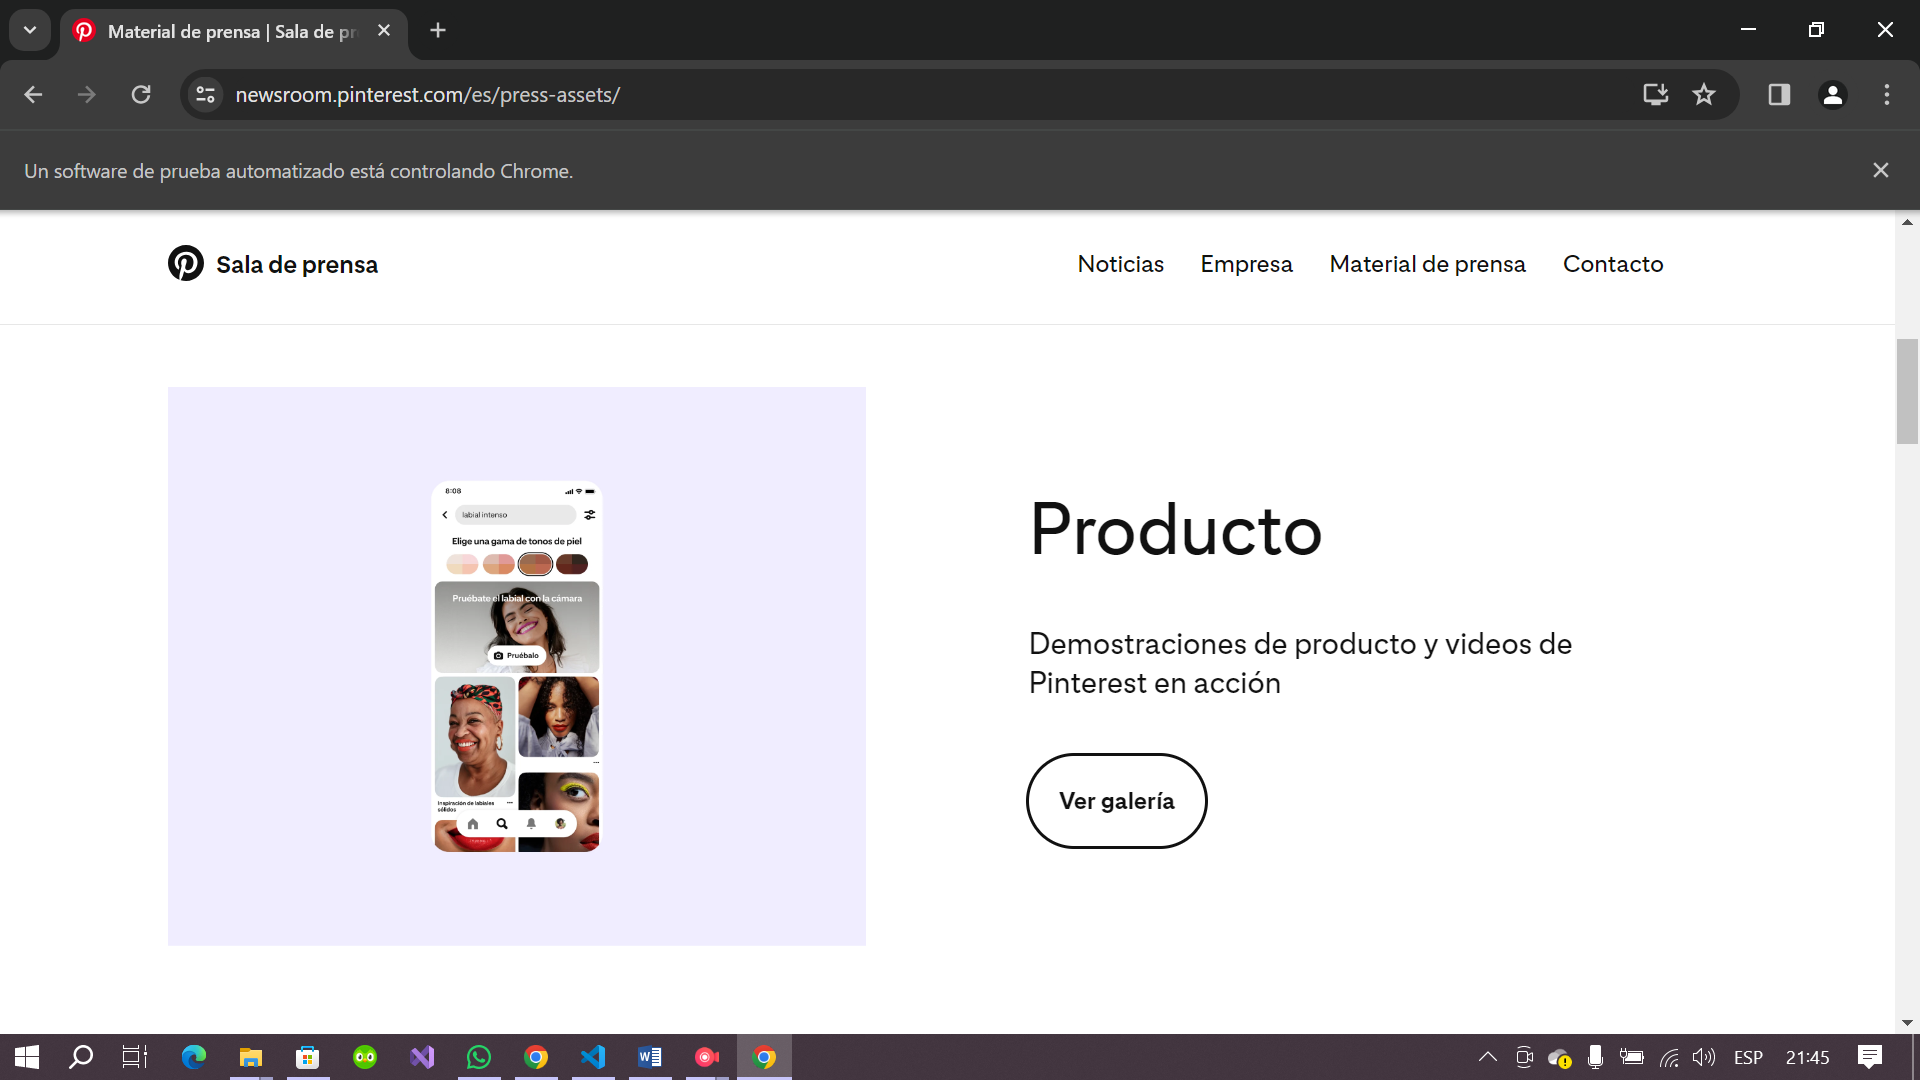 Material de prensa | Sala de pr
newsroom.pinterest.com/es/press-assets/
Un software de prueba automatizado está controlando Chrome.
Sala de prensa
Noticias
Empresa
Material de prensa
Contacto
8:08
labial intenso
Elige una gama de tonos de piel
Pruébate el labial con la cámara
Pruébalo
Inspiración de labiales
sólidos
Producto
Demostraciones de producto y videos de
Pinterest en acción
Ver galería
ESP
21:45